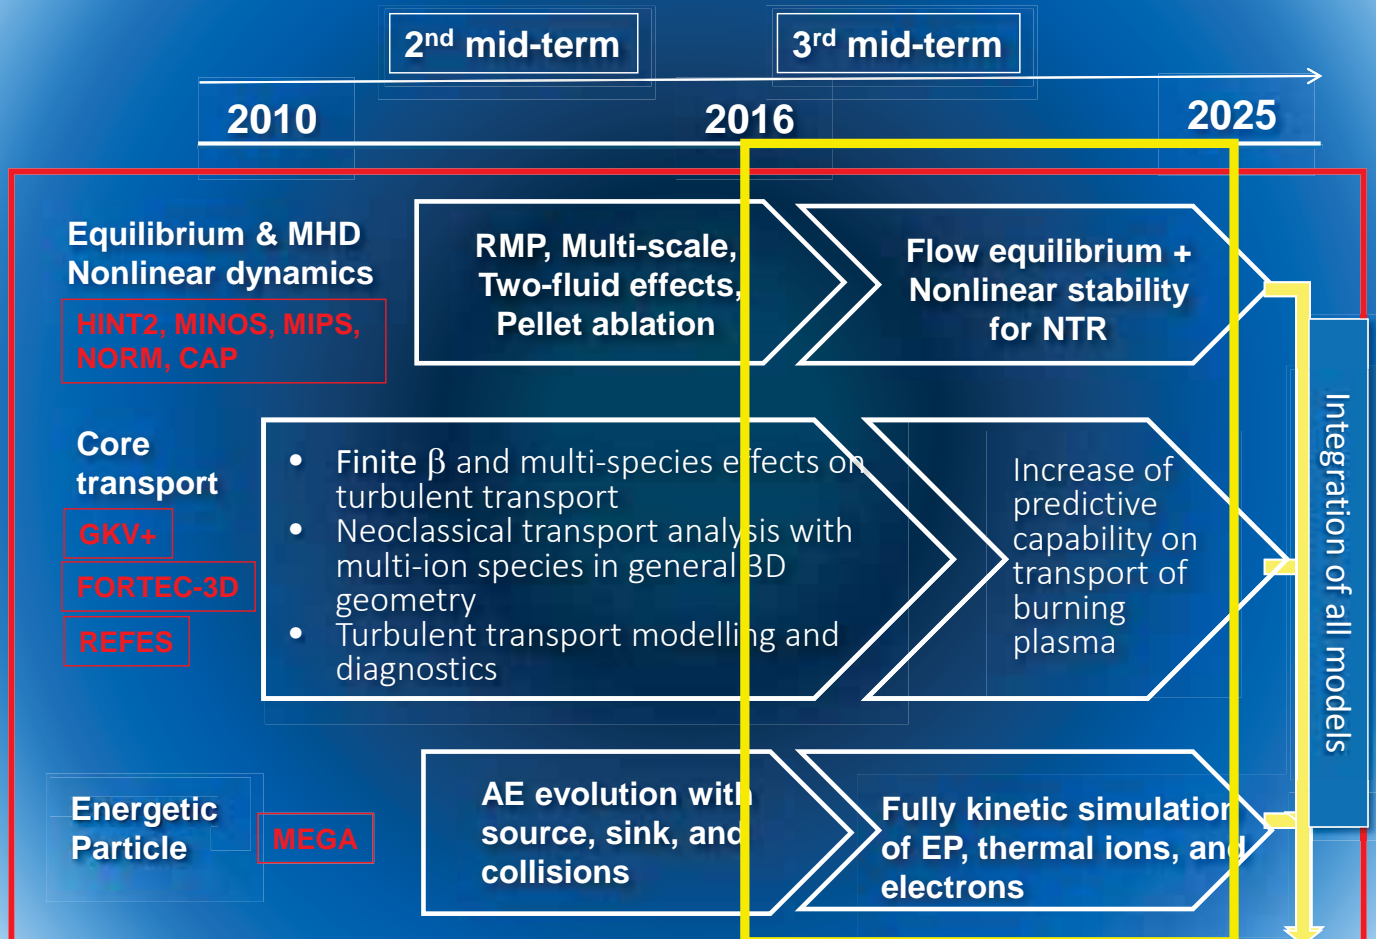 2nd mid-term
3rd mid-term
2010
2016
2025
Equilibrium & MHD
Nonlinear dynamics
HINT2, MINOS, MIPS,
NORM, CAP
RMP, Multi-scale,
Two-fluid effects,
Pellet ablation
Flow equilibrium +
Nonlinear stability
for NTR
Core
transport
GKV+
FORTEC-3D
REFES
• Finite β and multi-species effects on
turbulent transport
• Neoclassical transport analysis with
multi-ion species in general 3D
geometry
• Turbulent transport modelling and
diagnostics
Increase of
predictive
capability on
transport of
burning
plasma
Energetic
Particle
MEGA
AE evolution with
source, sink, and
collisions
Fully kinetic simulation
of EP, thermal ions, and
electrons
Integration of all models